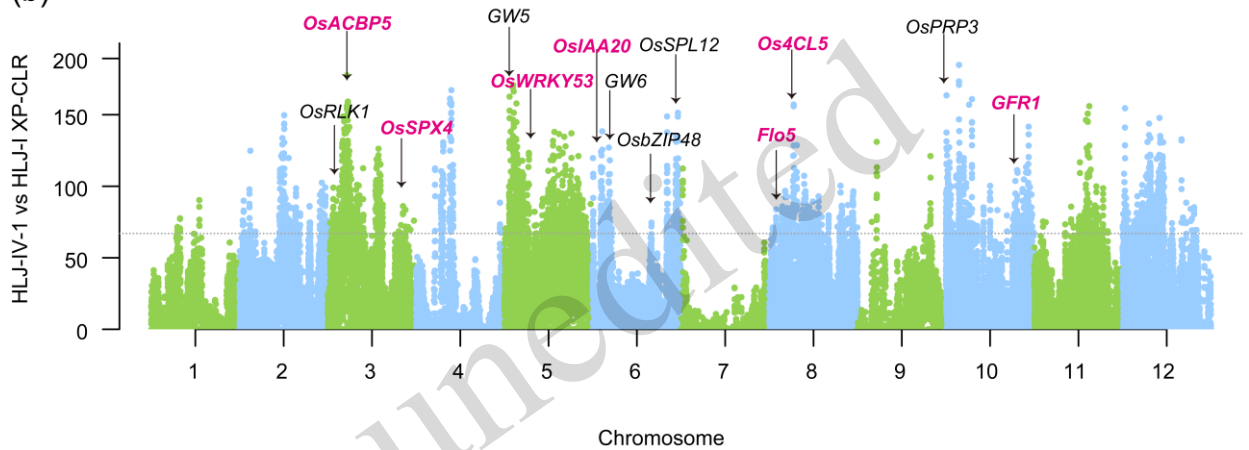 (b)
HLJ-IV-1 vs HLJ-I XP-CLR
200
150
100
50
0
OsACBP5
GW5
OsPRP3
OsIAA20
OsSPL12
Os4CL5
OsWRKY53
GW6
OsRLK1
OsSPX4
OsbZIP48
Flo5
GFR1
1 2 3 4 5 6 7 8 9 10 11 12
Chromosome
unedited